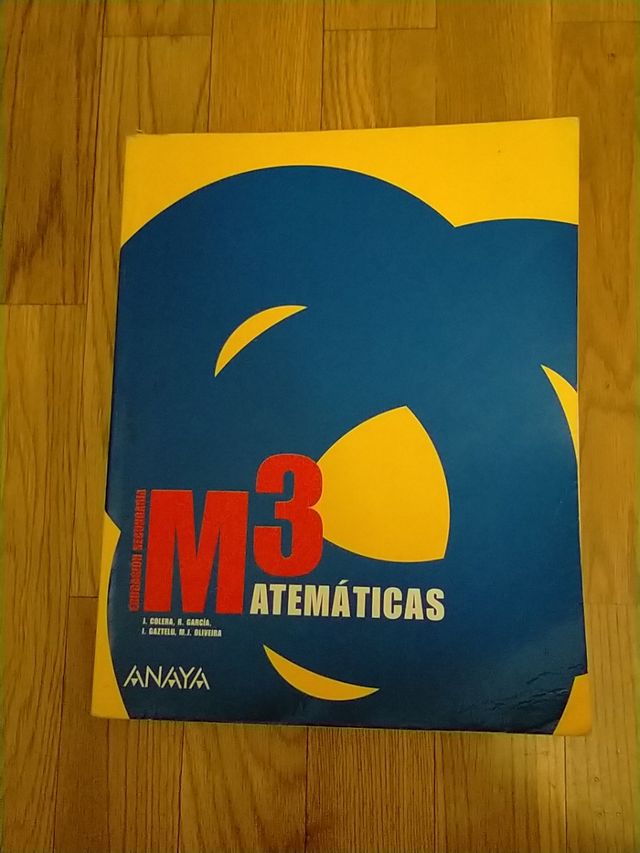 EDUCACIÓN SECUNDARIA
M3
ATEMÁTICAS
J. COLERA, R. GARCÍA,
I. GAZTELU, M.J. OLIVEIRA
ANAYA